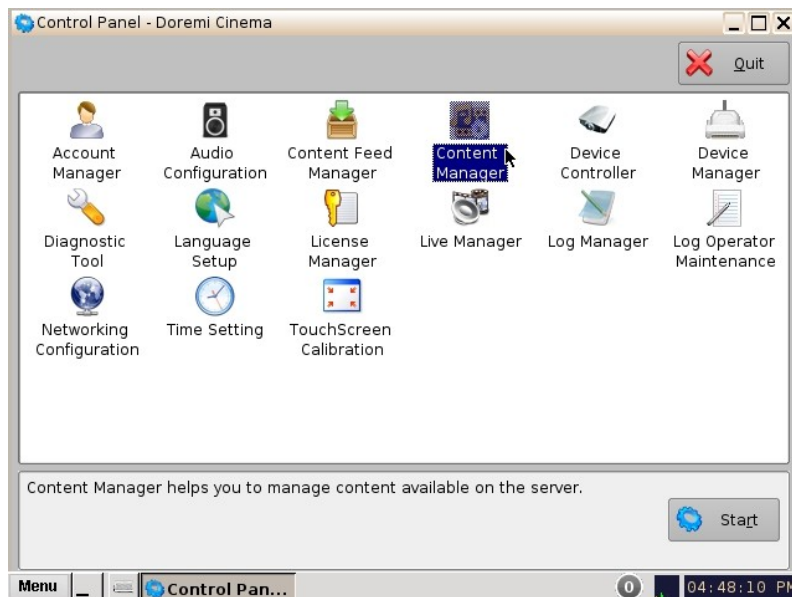 Control Panel - Doremi Cinema
Quit
Account Manager
Audio Configuration
Content Feed Manager
Content Manager
Device Controller
Device Manager
Diagnostic Tool
Language Setup
License Manager
Live Manager
Log Manager
Log Operator Maintenance
Networking Configuration
Time Setting
TouchScreen Calibration
Content Manager helps you to manage content available on the server.
Start
Menu
Control Pan...
0
04:48:10 PM